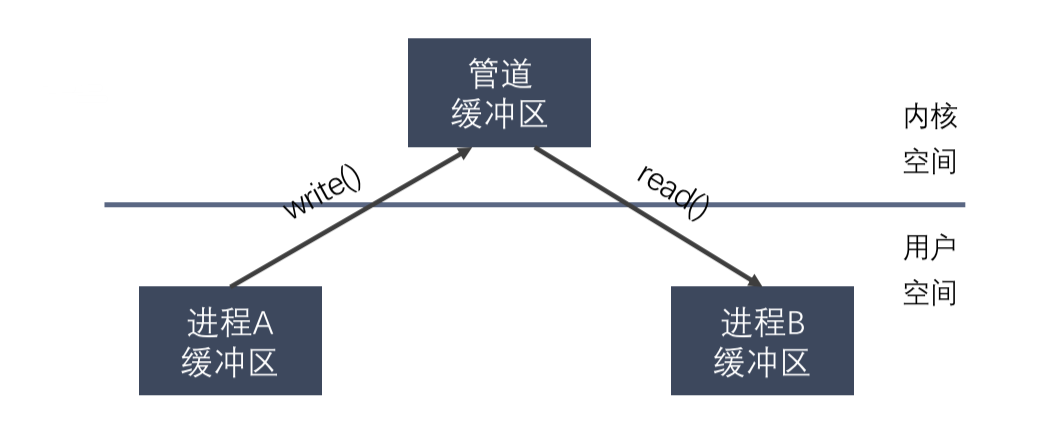 管道
缓冲区
内核
空间
write()
read()
用户
空间
进程A
缓冲区
进程B
缓冲区